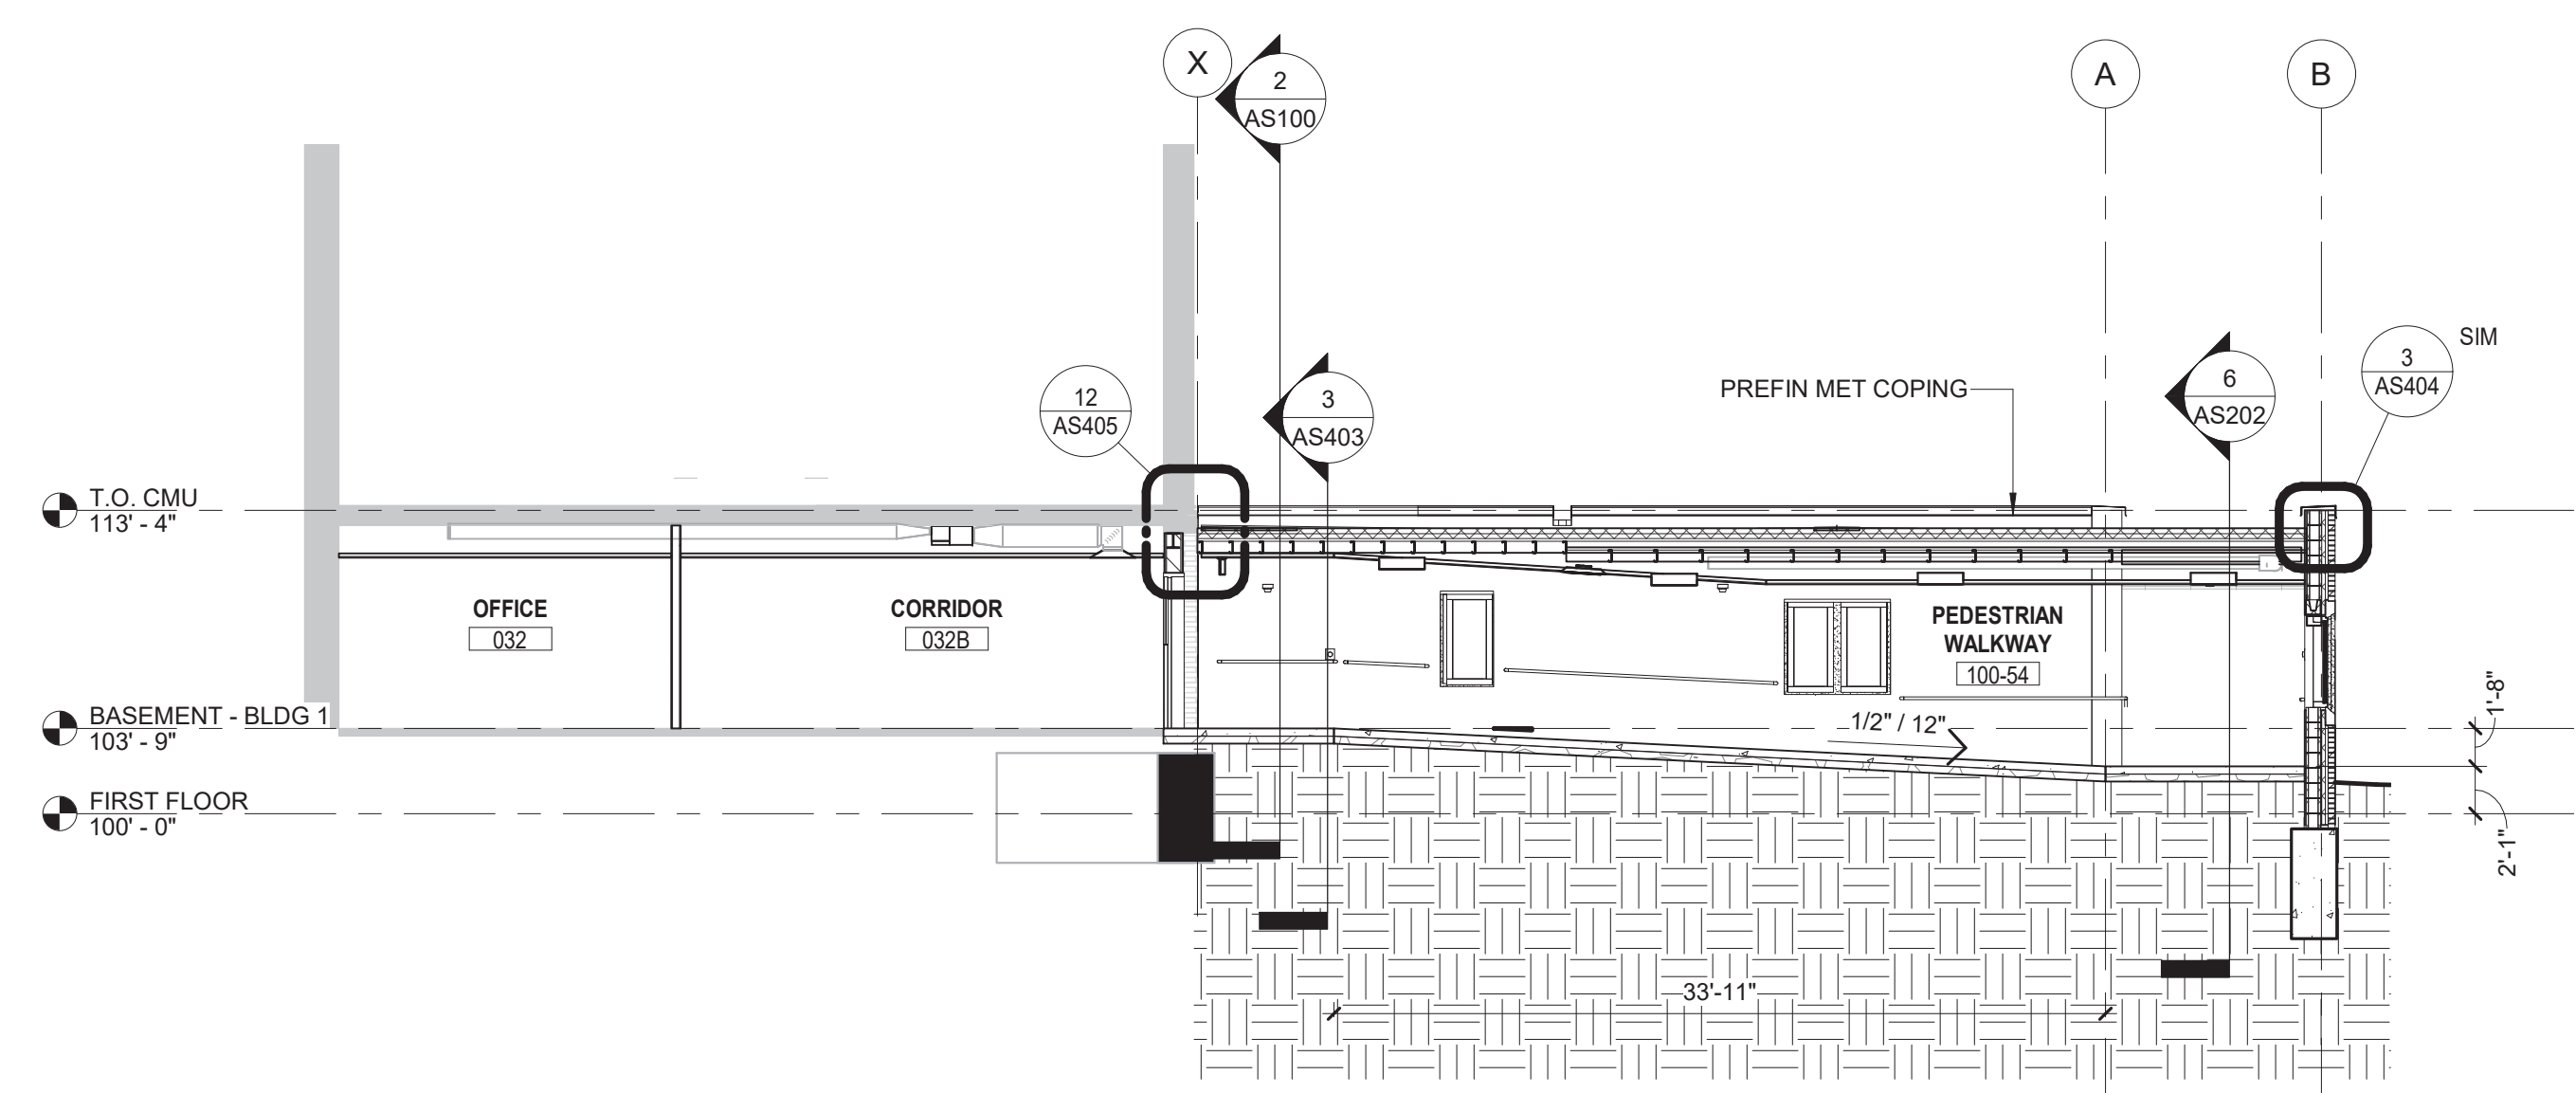 X
2
AS100
A
B
12
AS405
3
AS403
PREFIN MET COPING
6
AS202
3
AS404
SIM
T.O. CMU
113' - 4"
OFFICE
032
CORRIDOR
032B
PEDESTRIAN
WALKWAY
100-54
BASEMENT - BLDG 1
103' - 9"
1/2" / 12"
1'-8"
FIRST FLOOR
100' - 0"
2'-1"
33'-11"